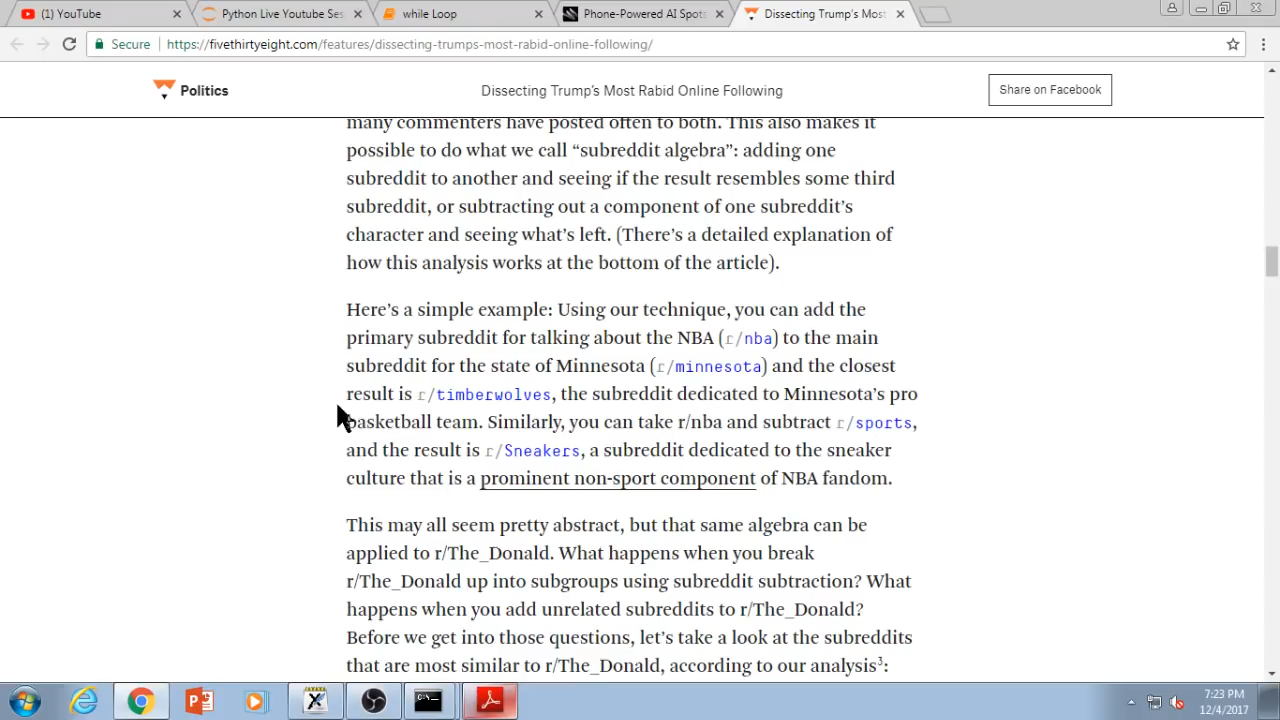 (1) YouTube
Python Live Youtube Ses
while Loop
Phone-Powered AI Spots
Dissecting Trump's Most
Secure
https://fivethirtyeight.com/features/dissecting-trumps-most-rabid-online-following/
Politics
Dissecting Trump's Most Rabid Online Following
Share on Facebook
many commenters have posted often to both. This also makes it
possible to do what we call “subreddit algebra”: adding one
subreddit to another and seeing if the result resembles some third
subreddit, or subtracting out a component of one subreddit’s
character and seeing what’s left. (There’s a detailed explanation of
how this analysis works at the bottom of the article).
Here’s a simple example: Using our technique, you can add the
primary subreddit for talking about the NBA (r/nba) to the main
subreddit for the state of Minnesota (r/minnesota) and the closest
result is r/timberwolves, the subreddit dedicated to Minnesota’s pro
basketball team. Similarly, you can take r/nba and subtract r/sports,
and the result is r/Sneakers, a subreddit dedicated to the sneaker
culture that is a prominent non-sport component of NBA fandom.
This may all seem pretty abstract, but that same algebra can be
applied to r/The_Donald. What happens when you break
r/The_Donald up into subgroups using subreddit subtraction? What
happens when you add unrelated subreddits to r/The_Donald?
Before we get into those questions, let’s take a look at the subreddits
that are most similar to r/The_Donald, according to our analysis3:
7:23 PM
12/4/2017